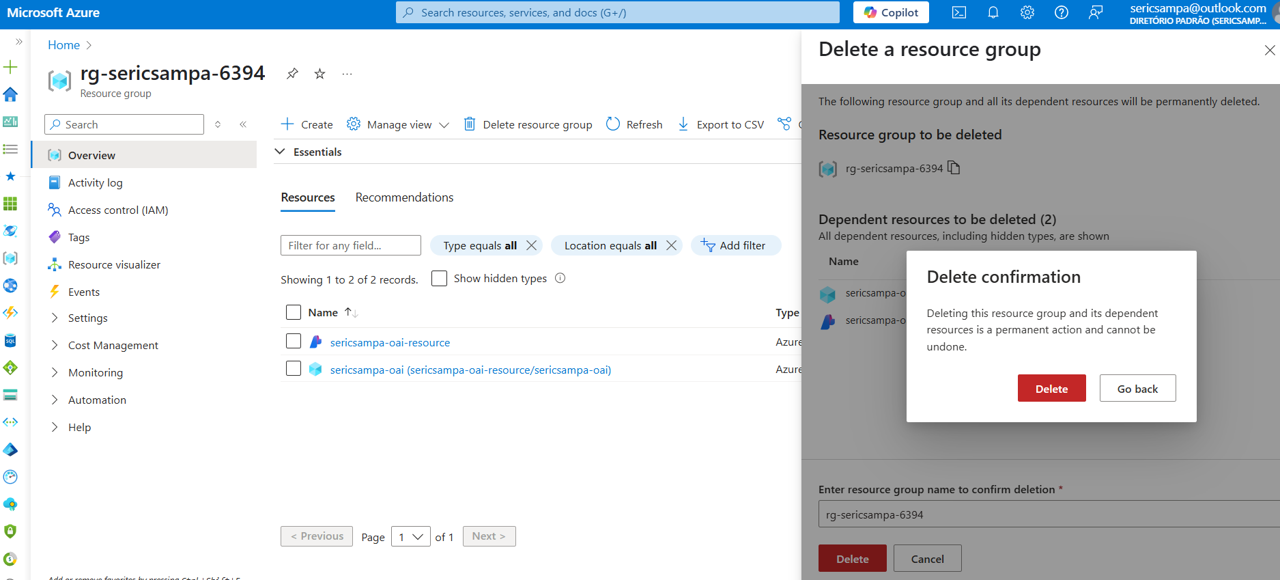 Microsoft Azure
Search resources, services, and docs (G+/)
Copilot
sericsampa@outlook.com
DIRETÓRIO PADRÃO (SERICSAMP...
Home
rg-sericsampa-6394
Resource group
Search
Overview
Activity log
Access control (IAM)
Tags
Resource visualizer
Events
Settings
Cost Management
Monitoring
Automation
Help
Create
Manage view
Delete resource group
Refresh
Export to CSV
Essentials
Resources
Recommendations
Filter for any field...
Type equals all
Location equals all
Add filter
Showing 1 to 2 of 2 records.
Show hidden types
Name
Type
sericsampa-oai-resource
Azure
sericsampa-oai (sericsampa-oai-resource/sericsampa-oai)
Azure
< Previous
Page
1
of 1
Next >
Delete a resource group
The following resource group and all its dependent resources will be permanently deleted.
Resource group to be deleted
rg-sericsampa-6394
Dependent resources to be deleted (2)
All dependent resources, including hidden types, are shown
Name
sericsampa-o
sericsampa-o
Delete confirmation
Deleting this resource group and its dependent
resources is a permanent action and cannot be
undone.
Delete
Go back
Enter resource group name to confirm deletion *
rg-sericsampa-6394
Delete
Cancel